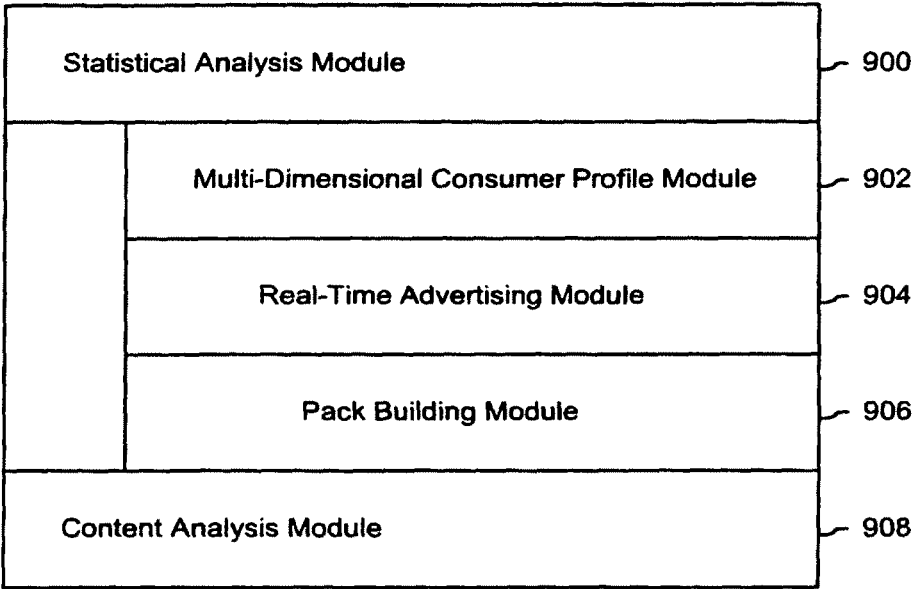 Statistical Analysis Module 900
Multi-Dimensional Consumer Profile Module 902
Real-Time Advertising Module 904
Pack Building Module 906
Content Analysis Module 908